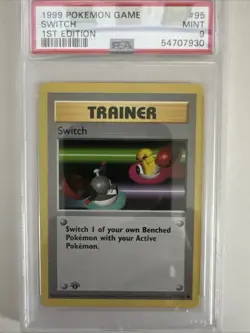 1999 POKEMON GAME #95
SWITCH MINT
1ST EDITION 9
PSA 54707930
TRAINER
Switch
Switch 1 of your own Benched
Pokémon with your Active
Pokémon.